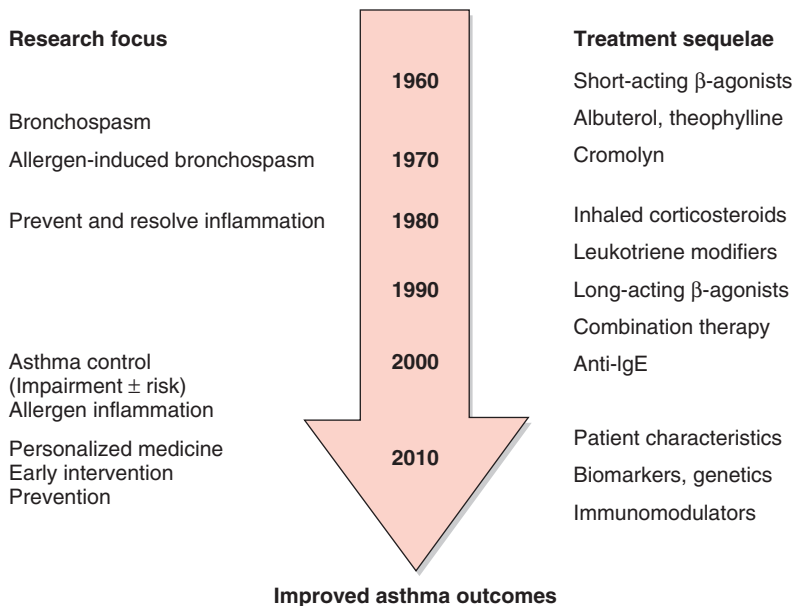 Research focus
Bronchospasm
Allergen-induced bronchospasm
Prevent and resolve inflammation
Asthma control
(Impairment ± risk)
Allergen inflammation
Personalized medicine
Early intervention
Prevention
1960
1970
1980
1990
2000
2010
Treatment sequelae
Short-acting β-agonists
Albuterol, theophylline
Cromolyn
Inhaled corticosteroids
Leukotriene modifiers
Long-acting β-agonists
Combination therapy
Anti-IgE
Patient characteristics
Biomarkers, genetics
Immunomodulators
Improved asthma outcomes